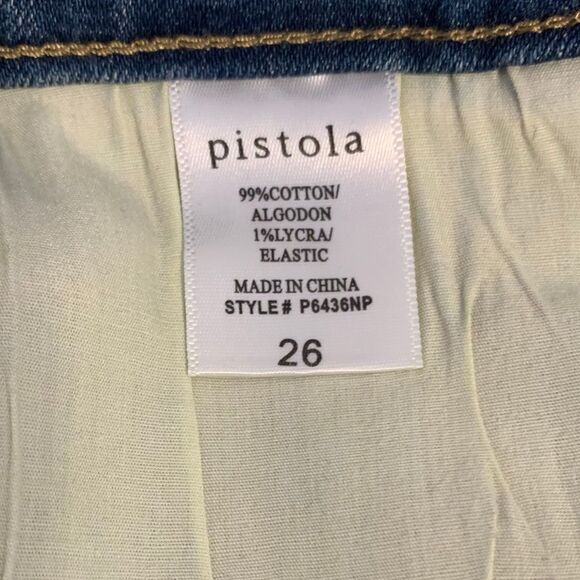 pistola
99%COTTON/
ALGODON
1%LYCRA/
ELASTIC
MADE IN CHINA
STYLE# P6436NP
26